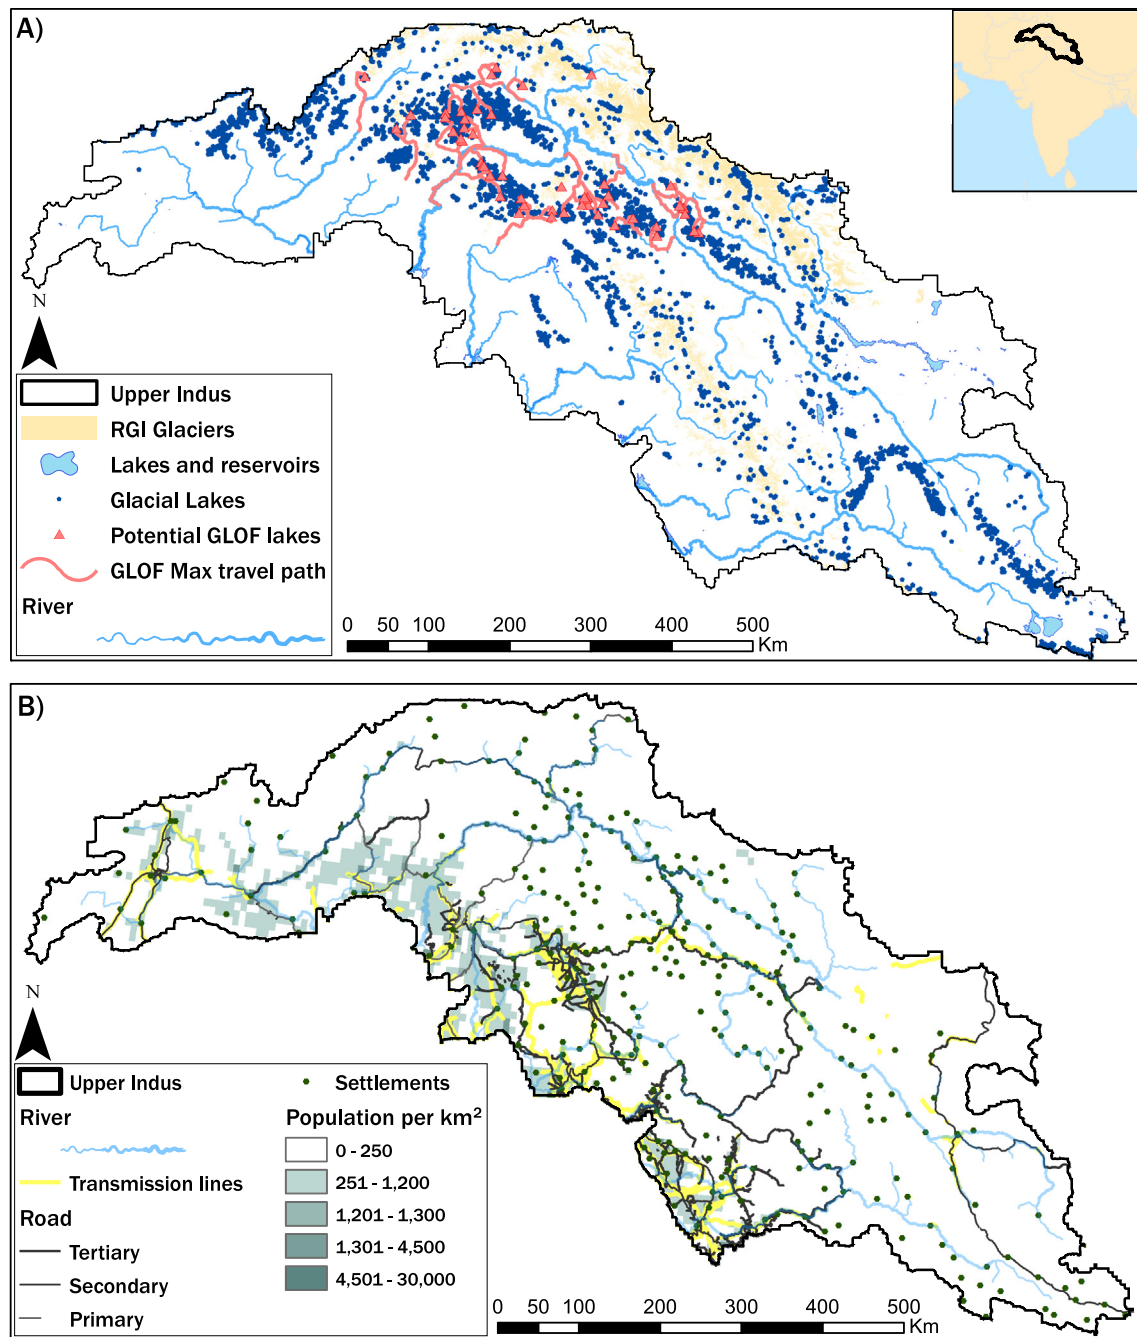 A)
N
Upper Indus
RGI Glaciers
Lakes and reservoirs
Glacial Lakes
Potential GLOF lakes
GLOF Max travel path
River
0 50 100 200 300 400 500
Km
B)
N
Upper Indus
River
Transmission lines
Road
Tertiary
Secondary
Primary
Settlements
Population per km²
0 - 250
251 - 1,200
1,201 - 1,300
1,301 - 4,500
4,501 - 30,000
0 50 100 200 300 400 500
Km